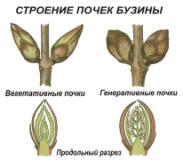 СТРОЕНИЕ ПОЧЕК БУЗИНЫ
Вегетативные почки
Генеративные почки
Продольный разрез